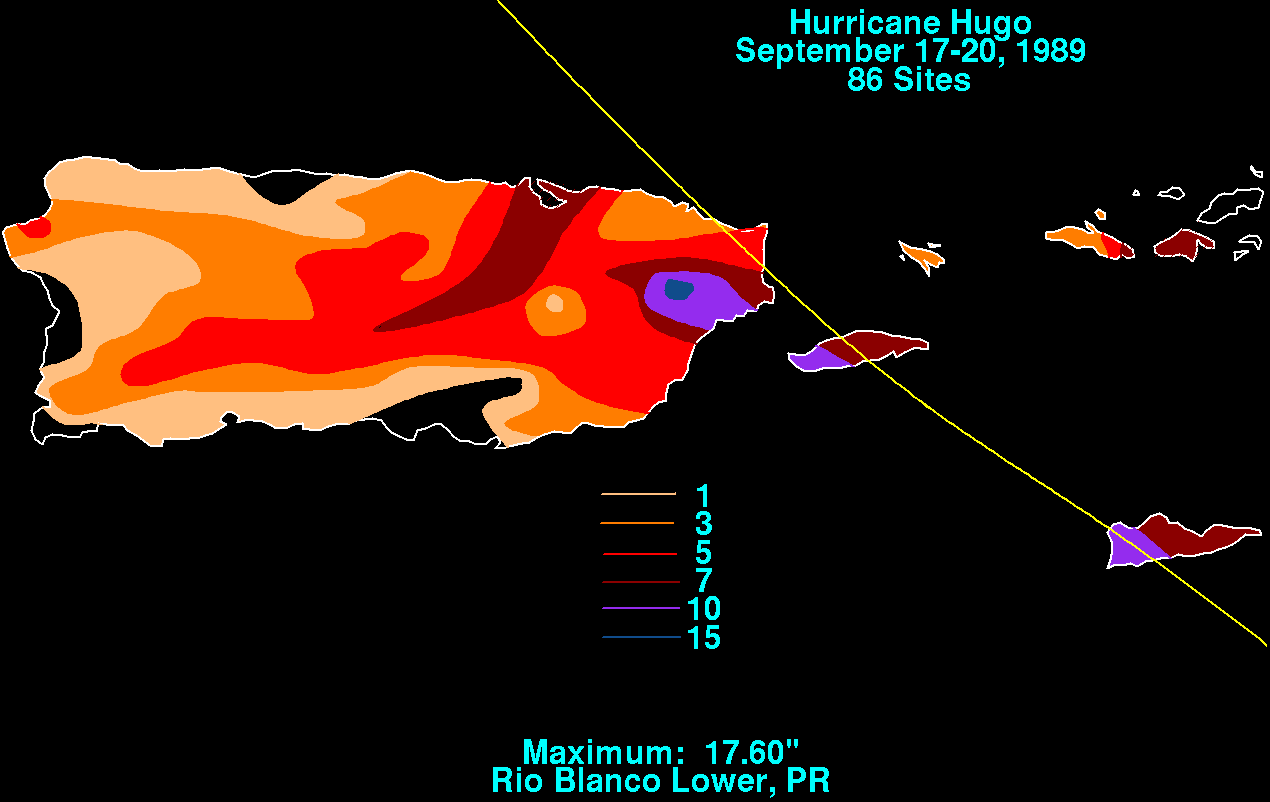 Hurricane Hugo
September 17-20, 1989
86 Sites
1
3
5
7
10
15
Maximum: 17.60"
Rio Blanco Lower, PR